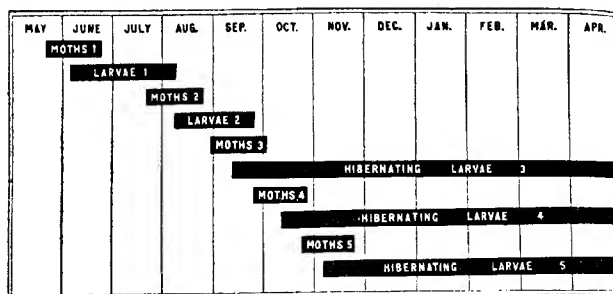 MAY JUNE JULY AUG. SEP. OCT. NOV. DEC. JAN. FEB. MAR. APR.
MOTHS 1
LARVAE 1
MOTHS 2
LARVAE 2
MOTHS 3
HIBERNATING LARVAE 3
MOTHS 4
HIBERNATING LARVAE 4
MOTHS 5
HIBERNATING LARVAE 5